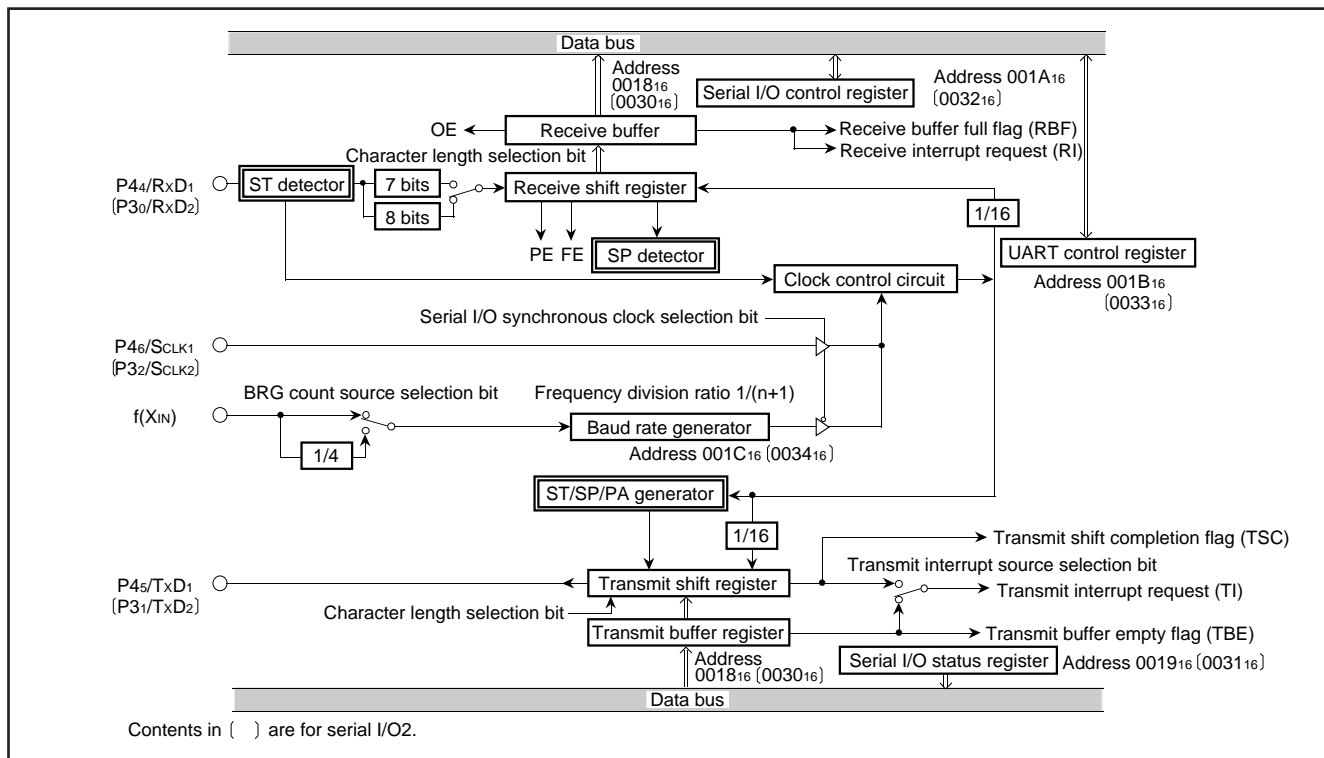 Data bus
Address
001816
〔003016〕
Serial I/O control register
Address 001A16
〔003216〕
OE
Receive buffer
Receive buffer full flag (RBF)
Receive interrupt request (RI)
Character length selection bit
P44/RXD1
〔P30/RXD2〕
ST detector
7 bits
8 bits
Receive shift register
1/16
PE
FE
SP detector
UART control register
Address 001B16
〔003316〕
Clock control circuit
Serial I/O synchronous clock selection bit
P46/SCLK1
〔P32/SCLK2〕
BRG count source selection bit
Frequency division ratio 1/(n+1)
f(XIN)
1/4
Baud rate generator
Address 001C16〔003416〕
ST/SP/PA generator
1/16
Transmit shift completion flag (TSC)
Transmit interrupt source selection bit
P45/TXD1
〔P31/TXD2〕
Transmit shift register
Transmit interrupt request (TI)
Character length selection bit
Transmit buffer register
Transmit buffer empty flag (TBE)
Address
001816〔003016〕
Serial I/O status register
Address 001916〔003116〕
Data bus
Contents in〔 〕are for serial I/O2.